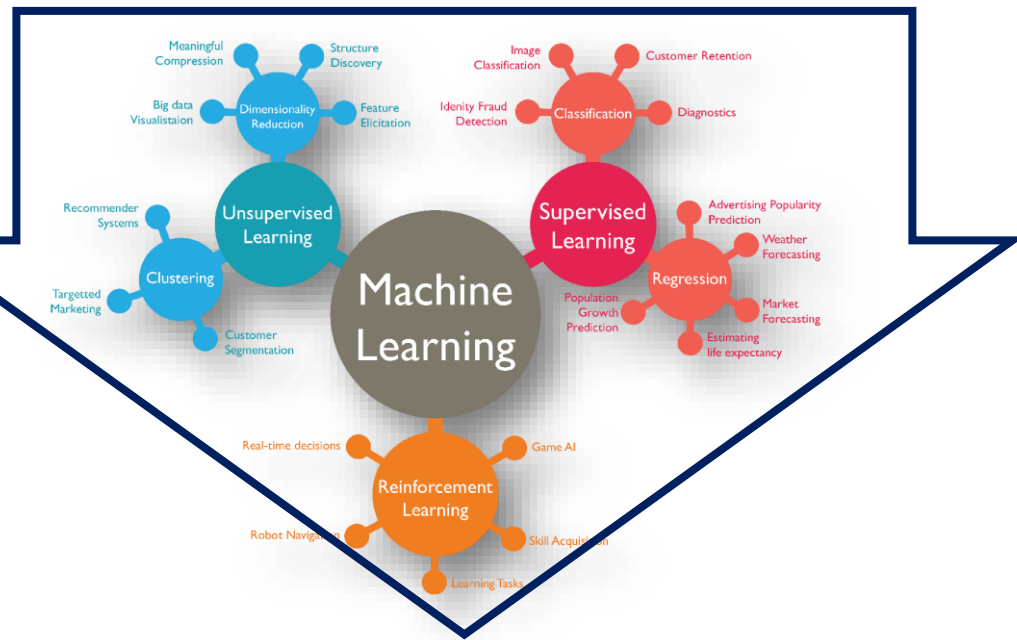 Meaningful
Compression
Structure
Discovery
Big data
Visualistaion
Dimensionality
Reduction
Feature
Elicitation
Unsupervised
Learning
Recommender
Systems
Clustering
Targetted
Marketing
Customer
Segmentation
Machine
Learning
Image
Classification
Customer Retention
Idenity Fraud
Detection
Classification
Diagnostics
Supervised
Learning
Advertising Popularity
Prediction
Weather
Forecasting
Regression
Population
Growth
Prediction
Market
Forecasting
Estimating
life expectancy
Real-time decisions
Game AI
Reinforcement
Learning
Robot Navigation
Skill Acquisition
Learning Tasks